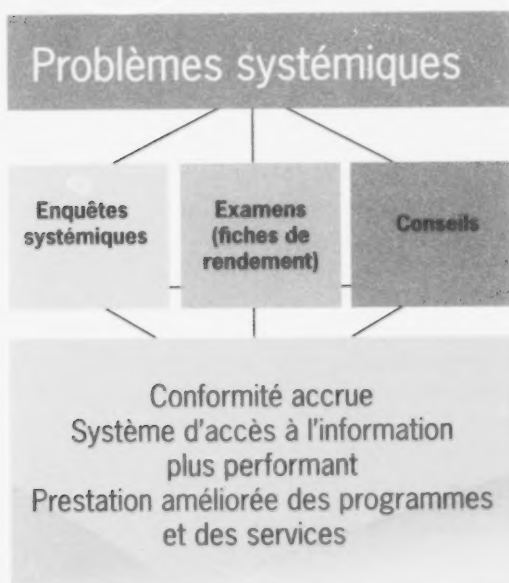 Problèmes systémiques
Enquêtes
systémiques
Examens
(fiches de
rendement)
Conseils
Conformité accrue
Système d'accès à l'information
plus performant
Prestation améliorée des programmes
et des services